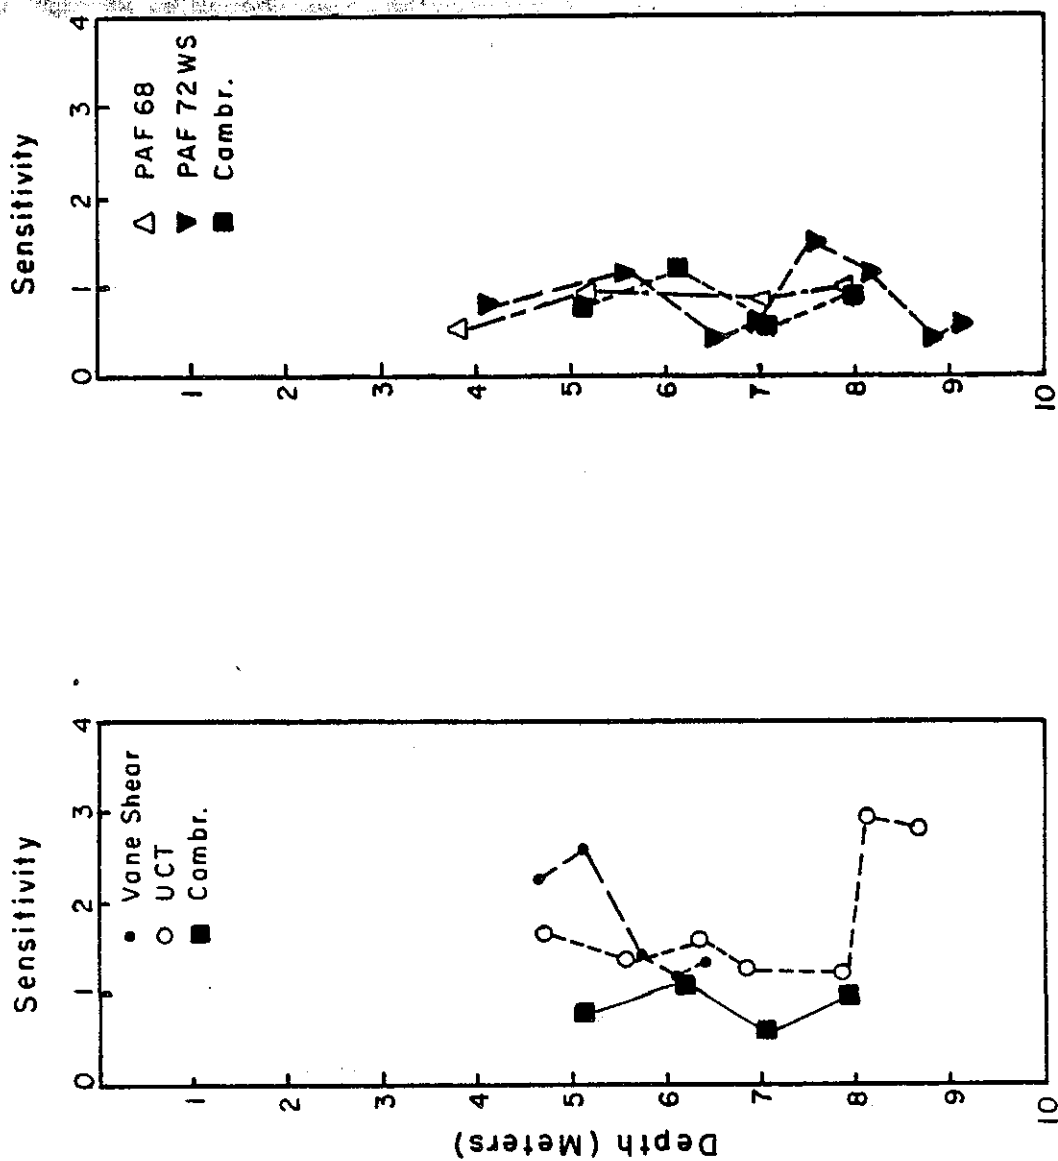 Sensitivity
0 1 2 3 4
△ PAF 68
▼ PAF 72WS
■ Cambr.
1 2 3 4 5 6 7 8 9 10
Sensitivity
0 1 2 3 4
• Vane Shear
○ UCT
■ Cambr.
1 2 3 4 5 6 7 8 9 10
Depth (Meters)